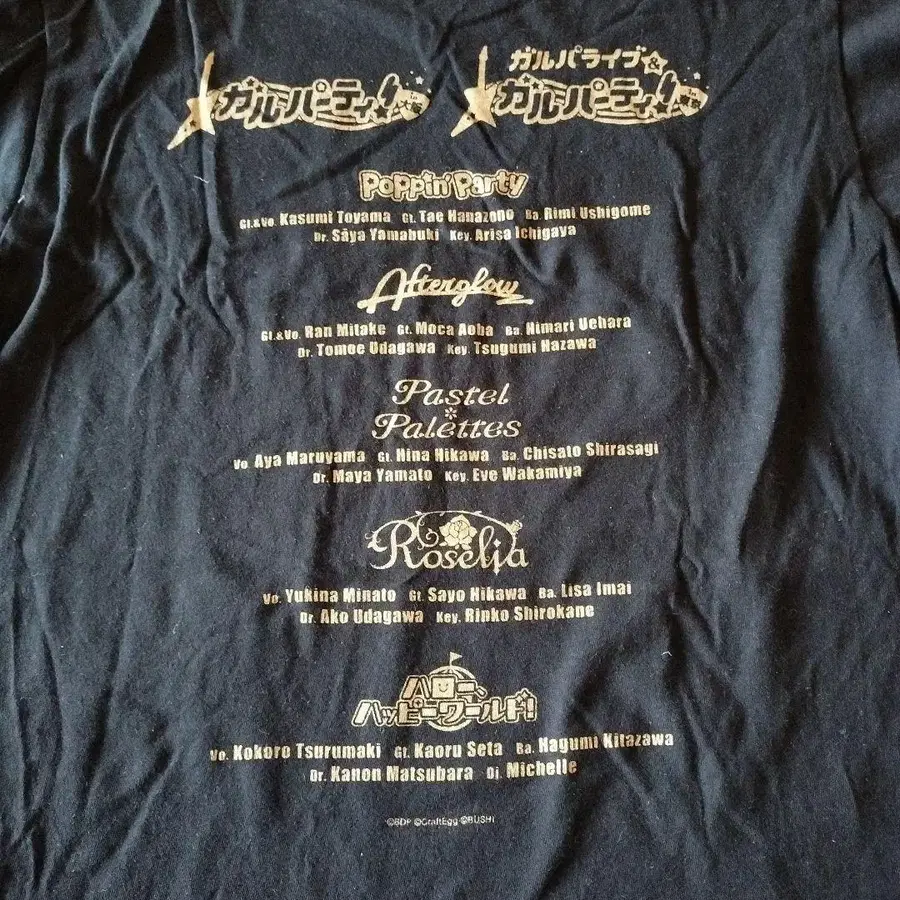 ガルパーティ!
in大阪
ガルパライブ&
ガルパーティ!
Poppin'Party
Gt.&Vo. Kasumi Toyama Gt. Tae Hanazono Ba. Rimi Ushigome
Dr. Sāya Yamabuki Key. Arisa Ichigaya
Afterglow
Gt.&Vo. Ran Mitake Gt. Moca Aoba Ba. Himari Uehara
Dr. Tomoe Udagawa Key. Tsugumi Hazawa
Pastel
*
Palettes
Vo. Aya Maruyama Gt. Hina Hikawa Ba. Chisato Shirasagi
Dr. Maya Yamato Key. Eve Wakamiya
Roselia
Vo. Yukina Minato Gt. Sayo Hikawa Ba. Lisa Imai
Dr. Ako Udagawa Key. Rinko Shirokane
ハロー、
ハッピーワールド!
Vo. Kokoro Tsurumaki Gt. Kaoru Seta Ba. Hagumi Kitazawa
Dr. Kanon Matsubara Dj. Michelle
©BDP ©CraftEgg ©BUSHI